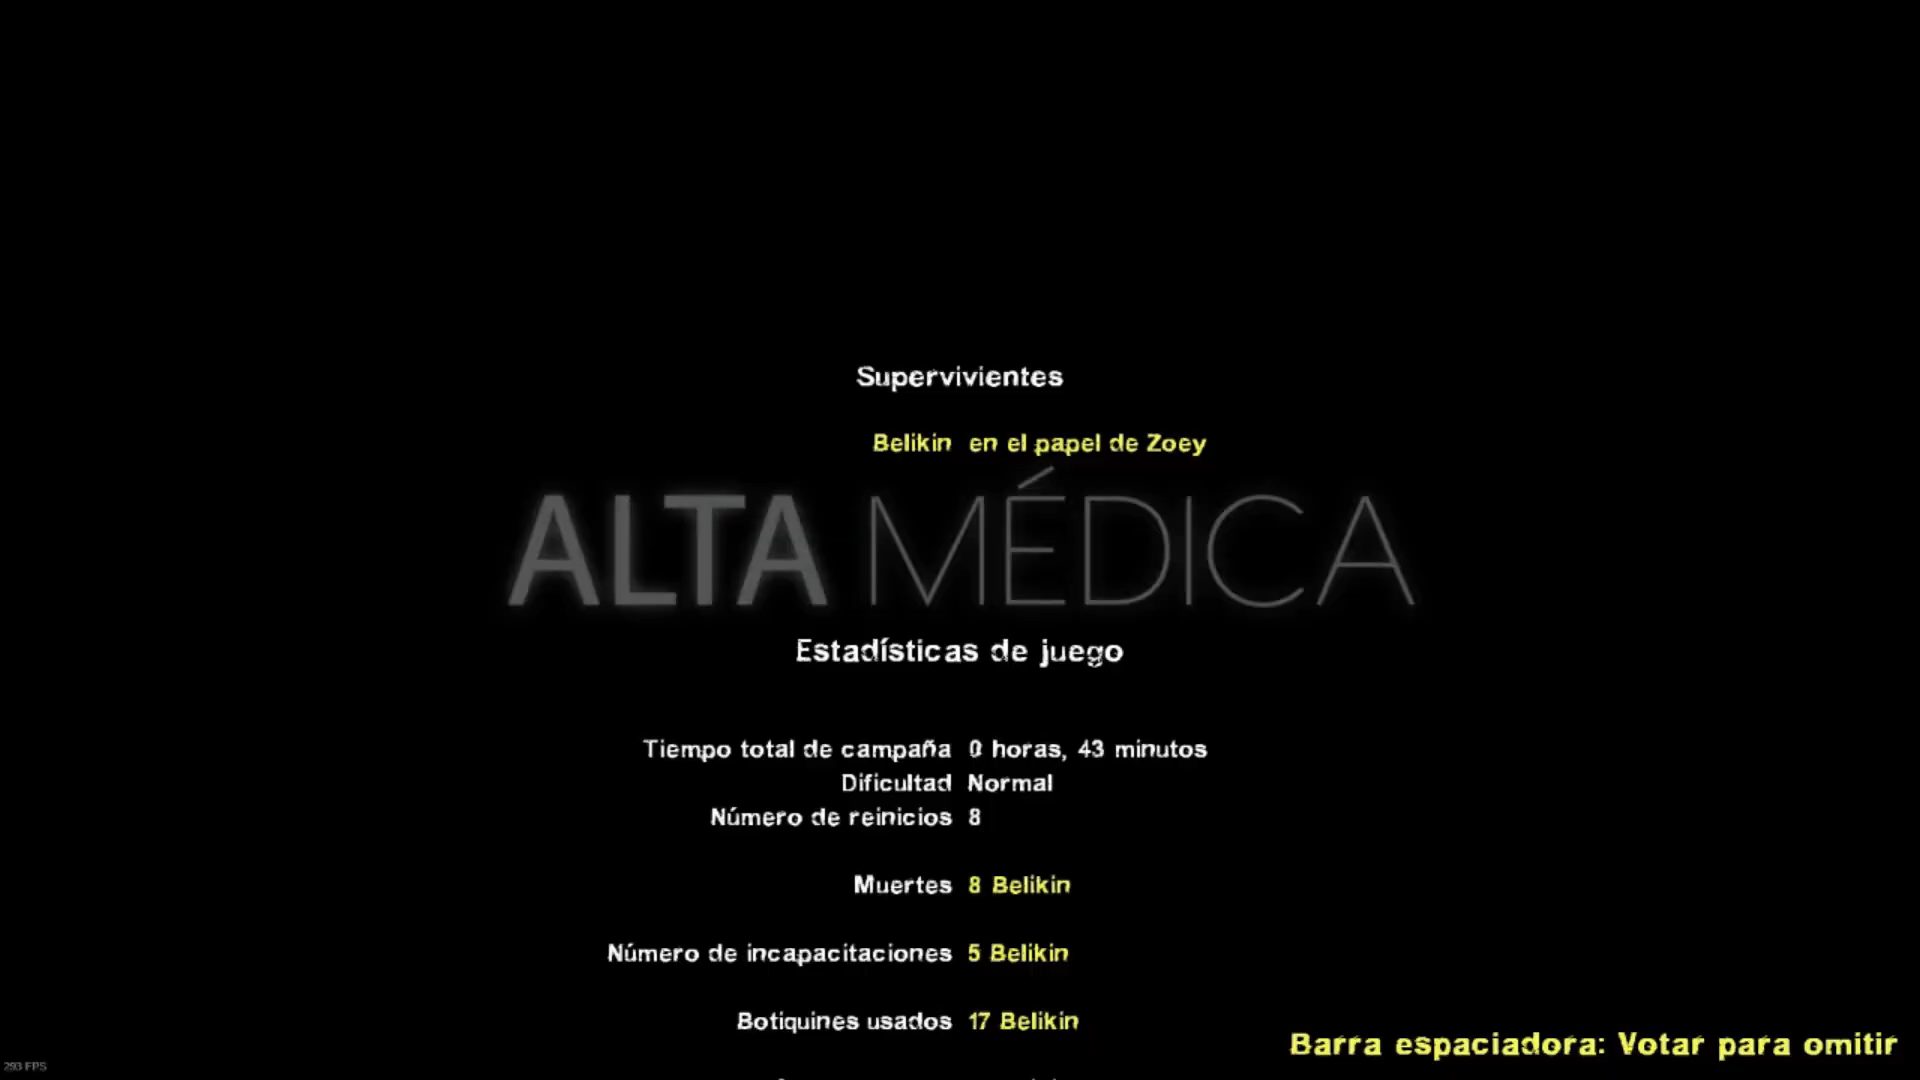 Supervivientes
Belikin en el papel de Zoey
ALTA MÉDICA
Estadísticas de juego
Tiempo total de campaña 0 horas, 43 minutos
Dificultad Normal
Número de reinicios 8
Muertes 8 Belikin
Número de incapacitaciones 5 Belikin
Botiquines usados 17 Belikin
Barra espaciadora: Votar para omitir
293 FPS